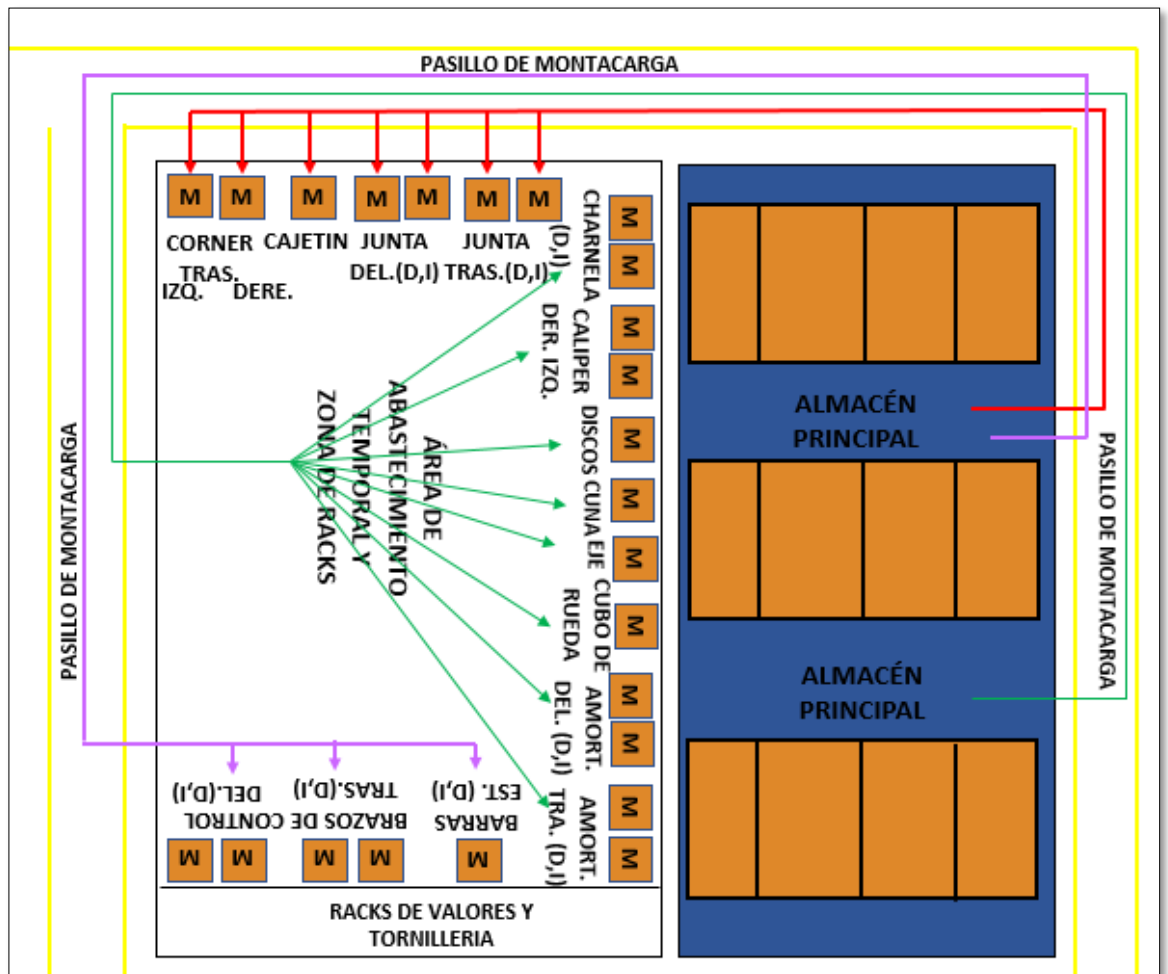 PASILLO DE MONTACARGA
M M M M M M M
CORNER CAJETIN JUNTA JUNTA
TRAS. DEL.(D,I) TRAS.(D,I)
IZQ. DERE.
M
M
CHARNELA
(D,I)
M
M
CALIPER
DER. IZQ.
M
DISCOS
M
CUNA
M
EJE
M
CUBO DE
RUEDA
M
M
AMORT.
DEL. (D,I)
M
M
AMORT.
TRA. (D,I)
ÁREA DE
ABASTECIMIENTO
TEMPORAL Y
ZONA DE RACKS
PASILLO DE MONTACARGA
BARRAS
EST. (D,I)
BRAZOS DE CONTROL
TRAS.(D,I)
DEL.(D,I)
M M M M M
RACKS DE VALORES Y
TORNILLERIA
ALMACÉN
PRINCIPAL
ALMACÉN
PRINCIPAL
PASILLO DE MONTACARGA